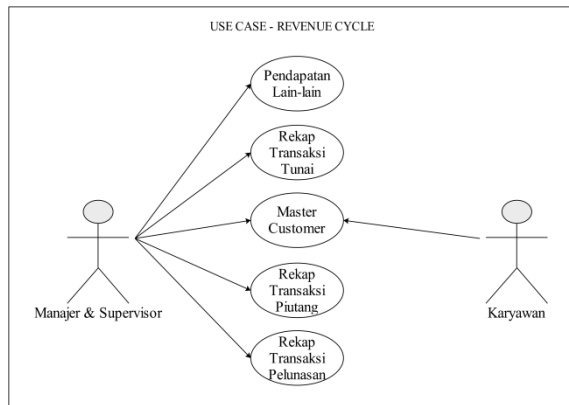 USE CASE - REVENUE CYCLE
Pendapatan
Lain-lain
Rekap
Transaksi
Tunai
Master
Customer
Rekap
Transaksi
Piutang
Rekap
Transaksi
Pelunasan
Manajer & Supervisor
Karyawan